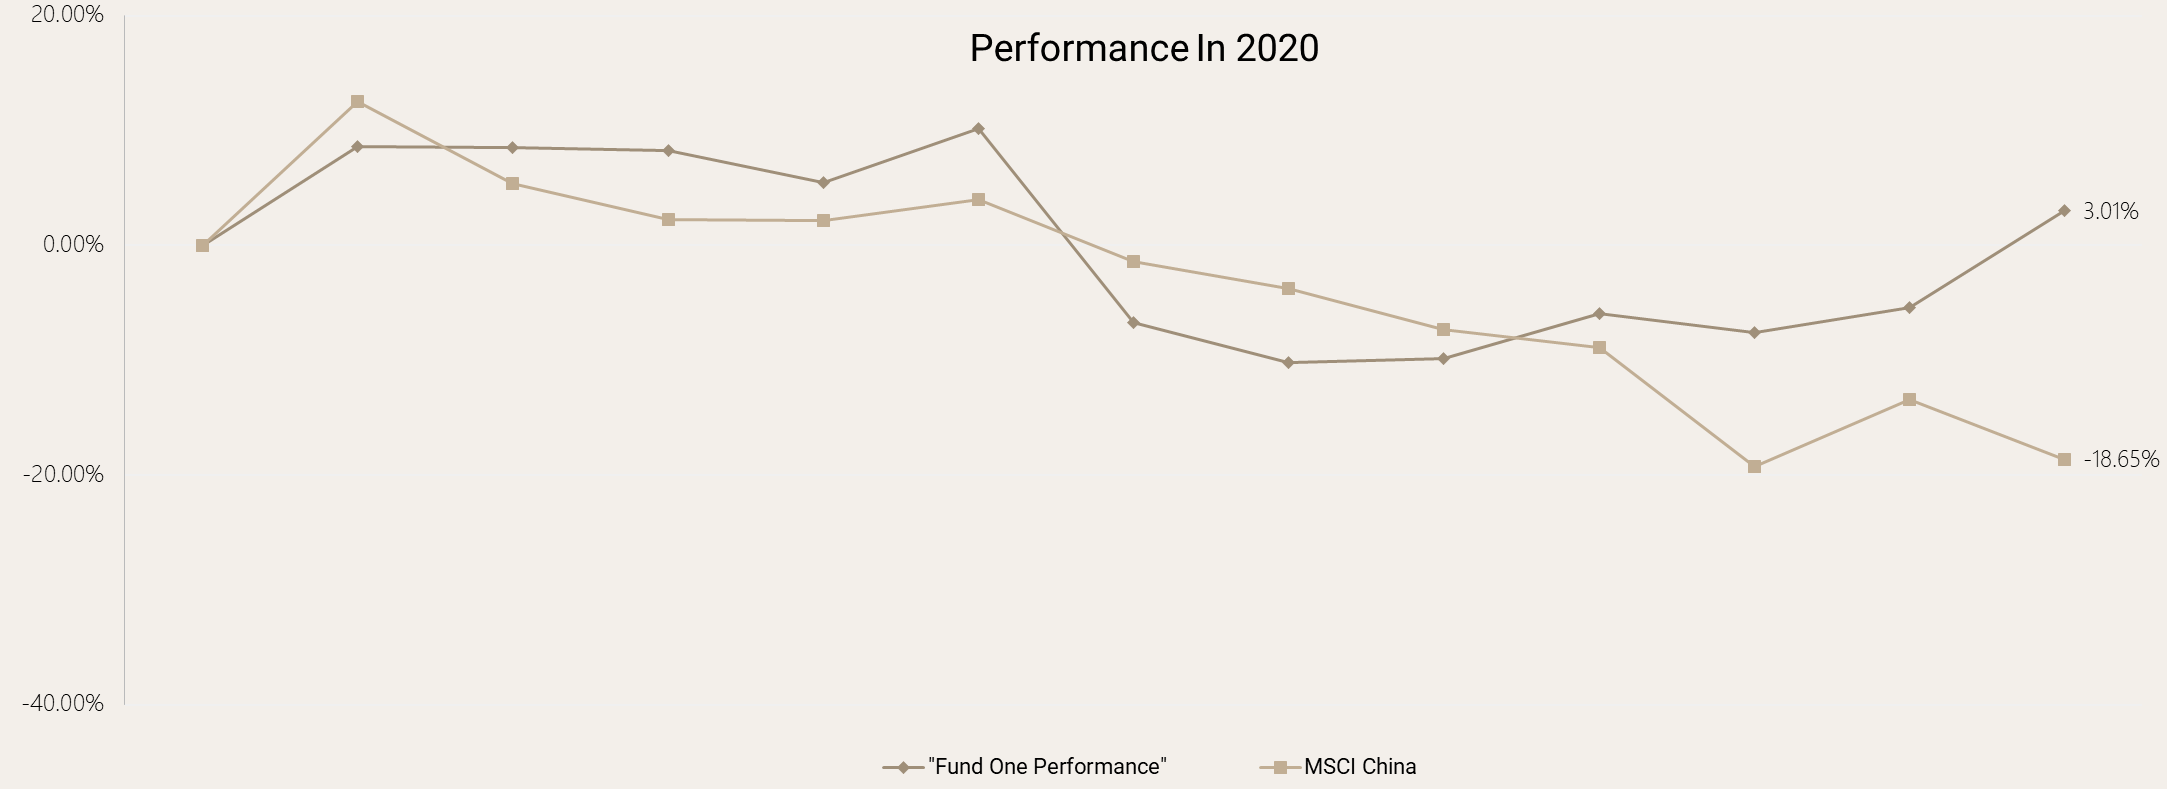 Performance In 2020
20.00%
0.00%
-20.00%
-40.00%
3.01%
-18.65%
"Fund One Performance"
MSCI China